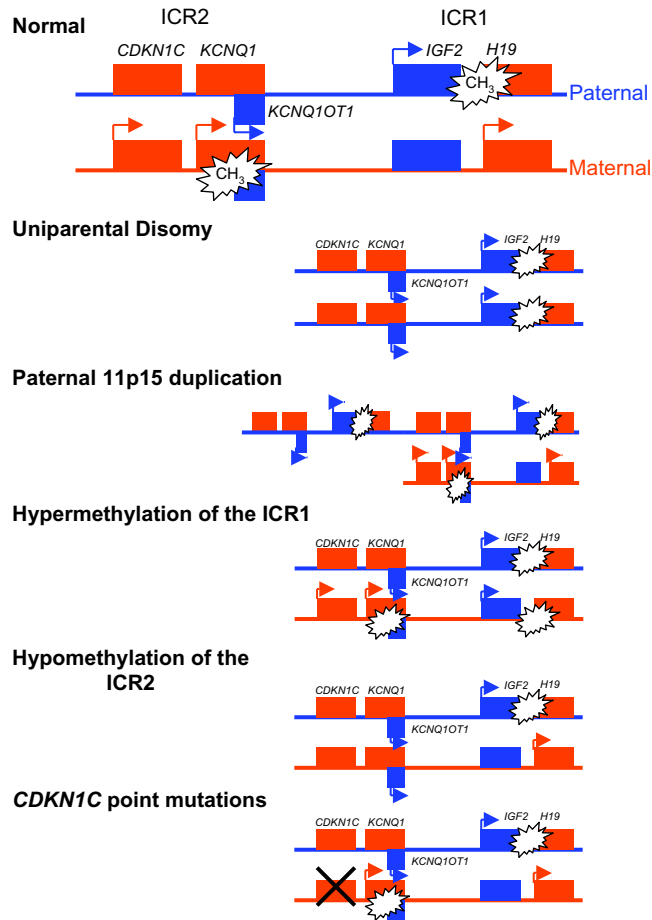 ICR2 ICR1
Normal
CDKN1C KCNQ1 IGF2 H19
CH3 Paternal
KCNQ1OT1
CH3 Maternal
Uniparental Disomy
CDKN1C KCNQ1 IGF2 H19
KCNQ1OT1
Paternal 11p15 duplication
Hypermethylation of the ICR1
CDKN1C KCNQ1 IGF2 H19
KCNQ1OT1
Hypomethylation of the
ICR2
CDKN1C KCNQ1 IGF2 H19
KCNQ1OT1
CDKN1C point mutations
CDKN1C KCNQ1 IGF2 H19
KCNQ1OT1